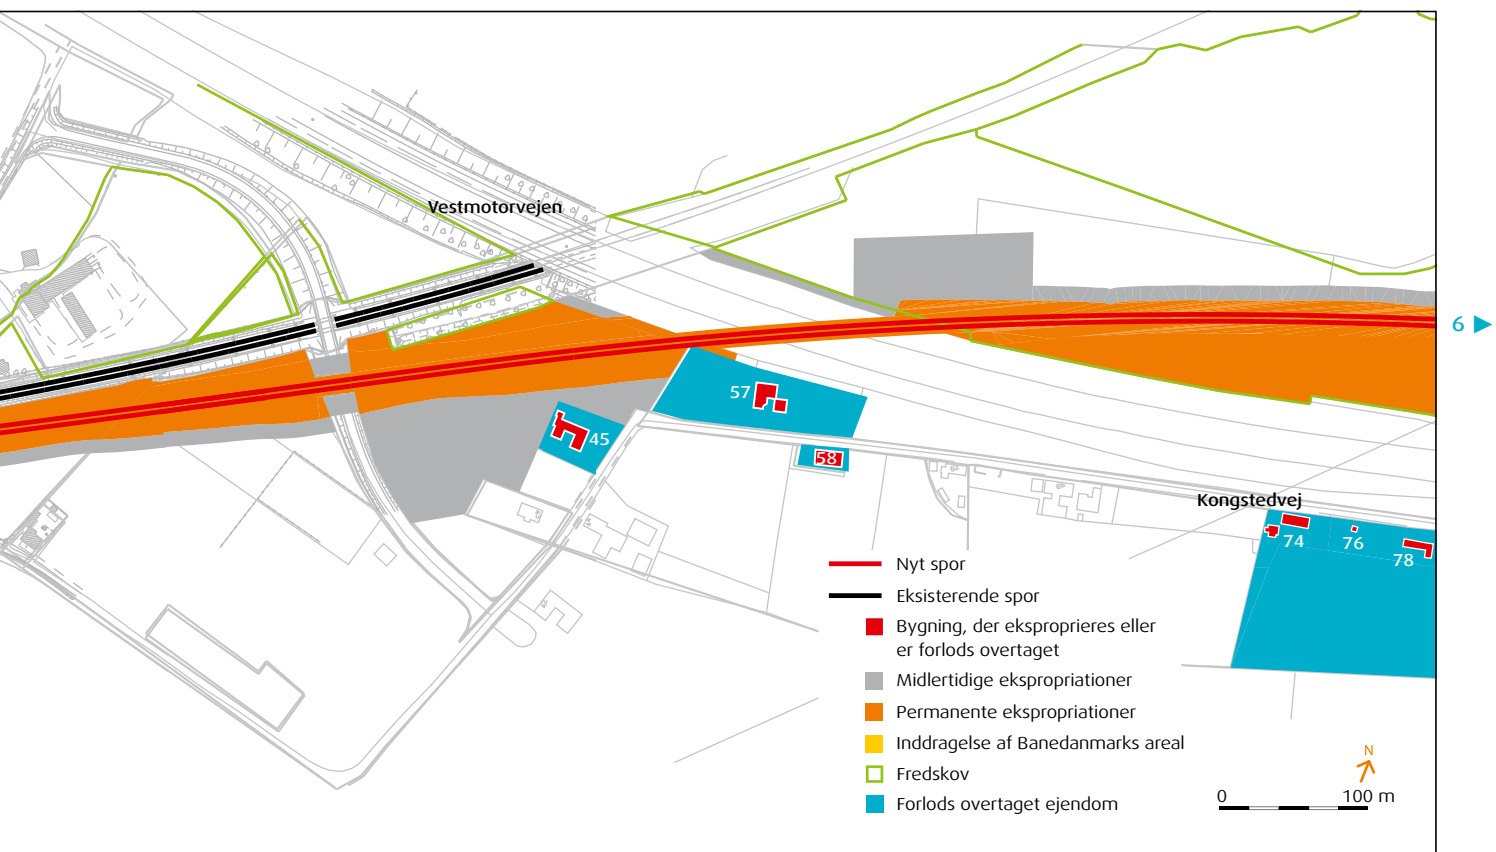 Vestmotorvejen
6
57
45
58
Kongstedvej
74
76
78
Nyt spor
Eksisterende spor
Bygning, der eksproprieres eller
er forlods overtaget
Midlertidige ekspropriationer
Permanente ekspropriationer
Inddragelse af Banedanmarks areal
Fredskov
Forlods overtaget ejendom
N
0 100 m